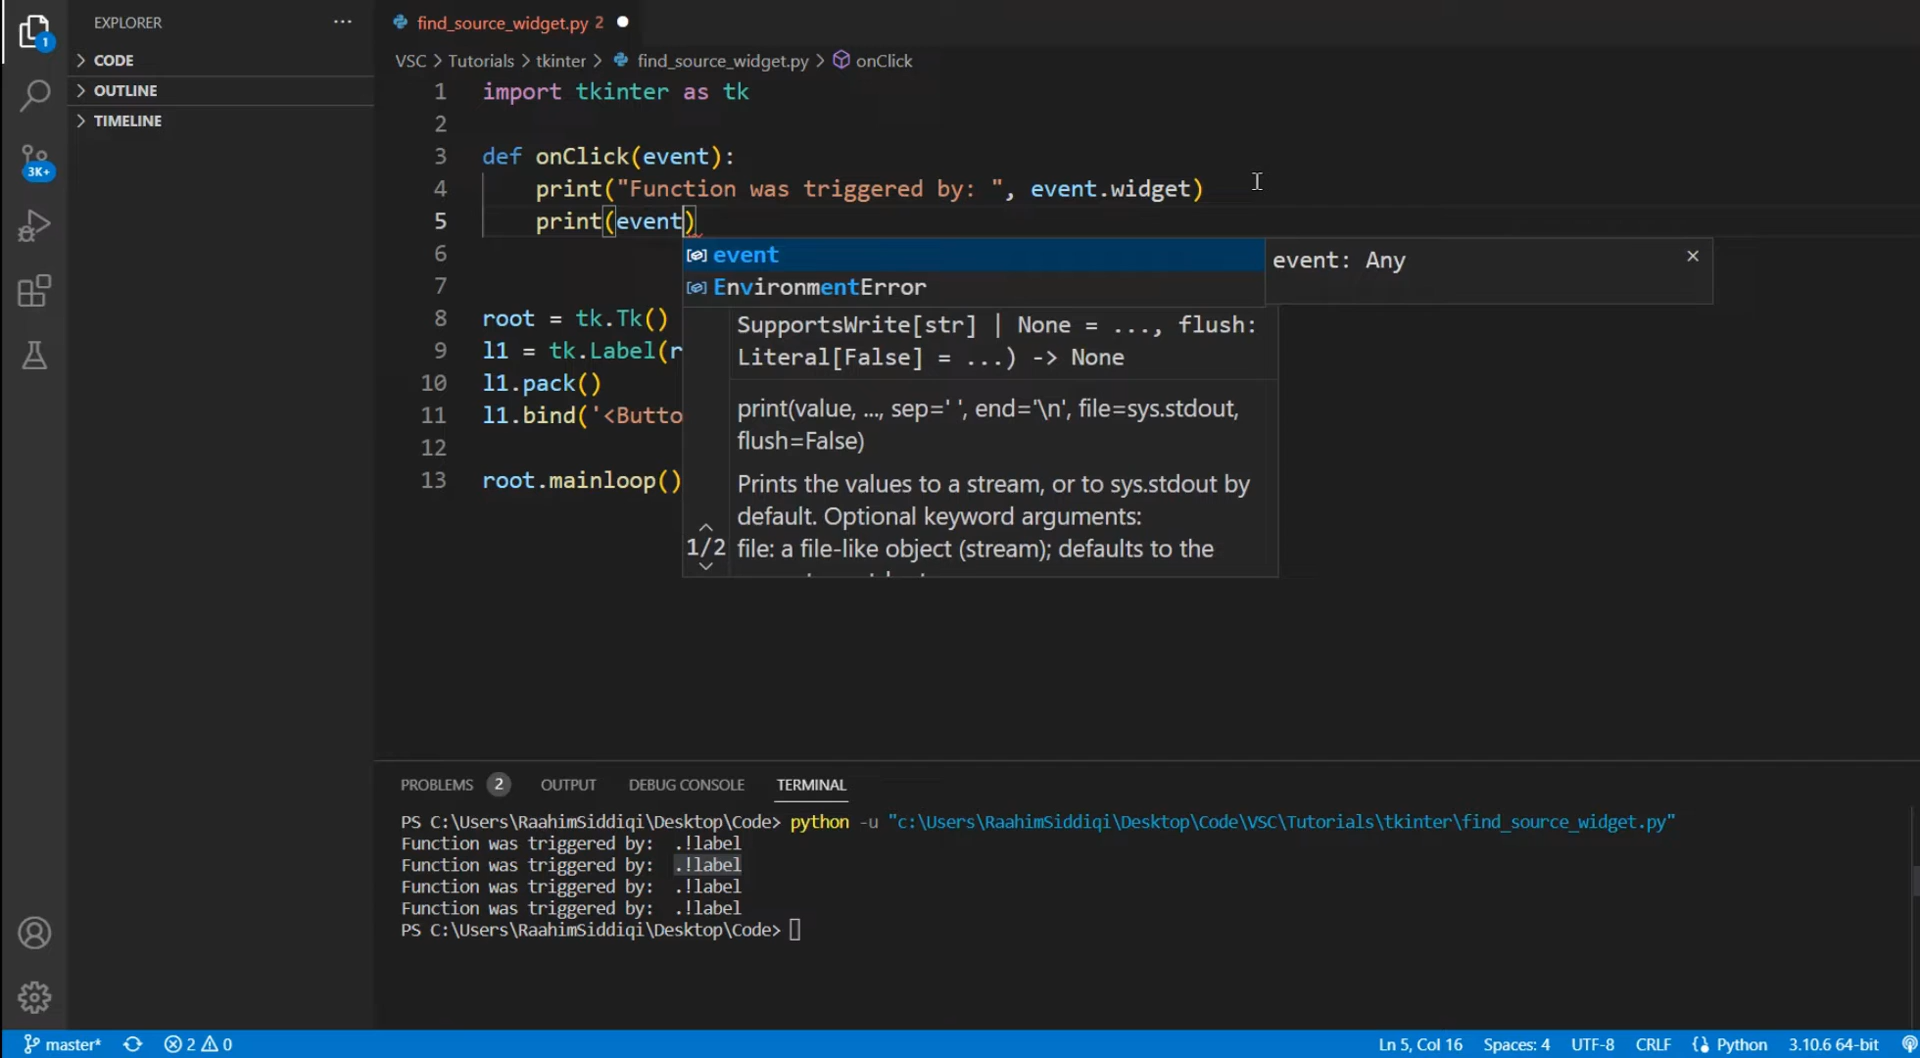 EXPLORER
CODE
OUTLINE
TIMELINE
1
3K+
find_source_widget.py 2
VSC > Tutorials > tkinter > find_source_widget.py > onClick
1 import tkinter as tk
2
3 def onClick(event):
4 print("Function was triggered by: ", event.widget)
5 print(event)
6
7
8 root = tk.Tk()
9 l1 = tk.Label(r
10 l1.pack()
11 l1.bind('<Butto
12
13 root.mainloop()
event
EnvironmentError
event: Any
SupportsWrite[str] | None = ..., flush:
Literal[False] = ...) -> None
print(value, ..., sep=' ', end='\n', file=sys.stdout,
flush=False)
Prints the values to a stream, or to sys.stdout by
default. Optional keyword arguments:
file: a file-like object (stream); defaults to the
1/2
PROBLEMS 2 OUTPUT DEBUG CONSOLE TERMINAL
PS C:\Users\RaahimSiddiqi\Desktop\Code> python -u "c:\Users\RaahimSiddiqi\Desktop\Code\VSC\Tutorials\tkinter\find_source_widget.py"
Function was triggered by:  .!label
Function was triggered by:  .!label
Function was triggered by:  .!label
Function was triggered by:  .!label
PS C:\Users\RaahimSiddiqi\Desktop\Code>
master* 2 0 Ln 5, Col 16 Spaces: 4 UTF-8 CRLF Python 3.10.6 64-bit